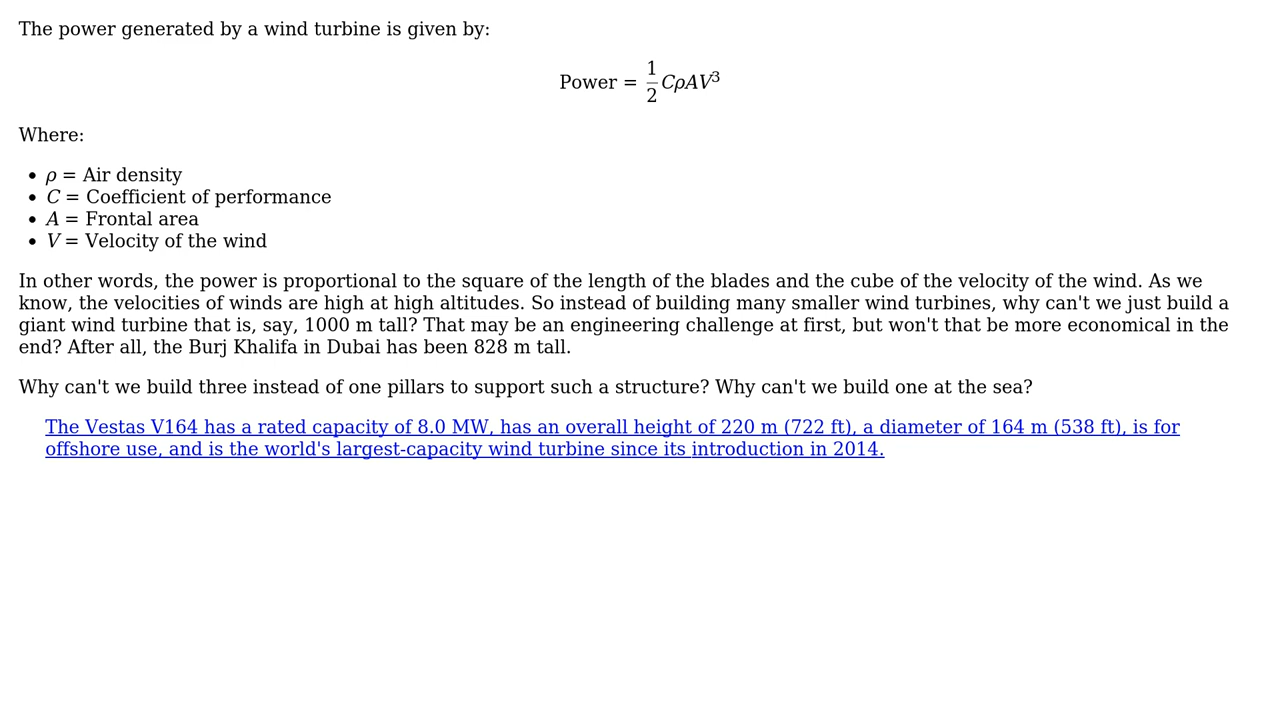 The power generated by a wind turbine is given by:
Power = 1/2 CρAV³
Where:
• ρ = Air density
• C = Coefficient of performance
• A = Frontal area
• V = Velocity of the wind
In other words, the power is proportional to the square of the length of the blades and the cube of the velocity of the wind. As we
know, the velocities of winds are high at high altitudes. So instead of building many smaller wind turbines, why can't we just build a
giant wind turbine that is, say, 1000 m tall? That may be an engineering challenge at first, but won't that be more economical in the
end? After all, the Burj Khalifa in Dubai has been 828 m tall.
Why can't we build three instead of one pillars to support such a structure? Why can't we build one at the sea?
The Vestas V164 has a rated capacity of 8.0 MW, has an overall height of 220 m (722 ft), a diameter of 164 m (538 ft), is for
offshore use, and is the world's largest-capacity wind turbine since its introduction in 2014.